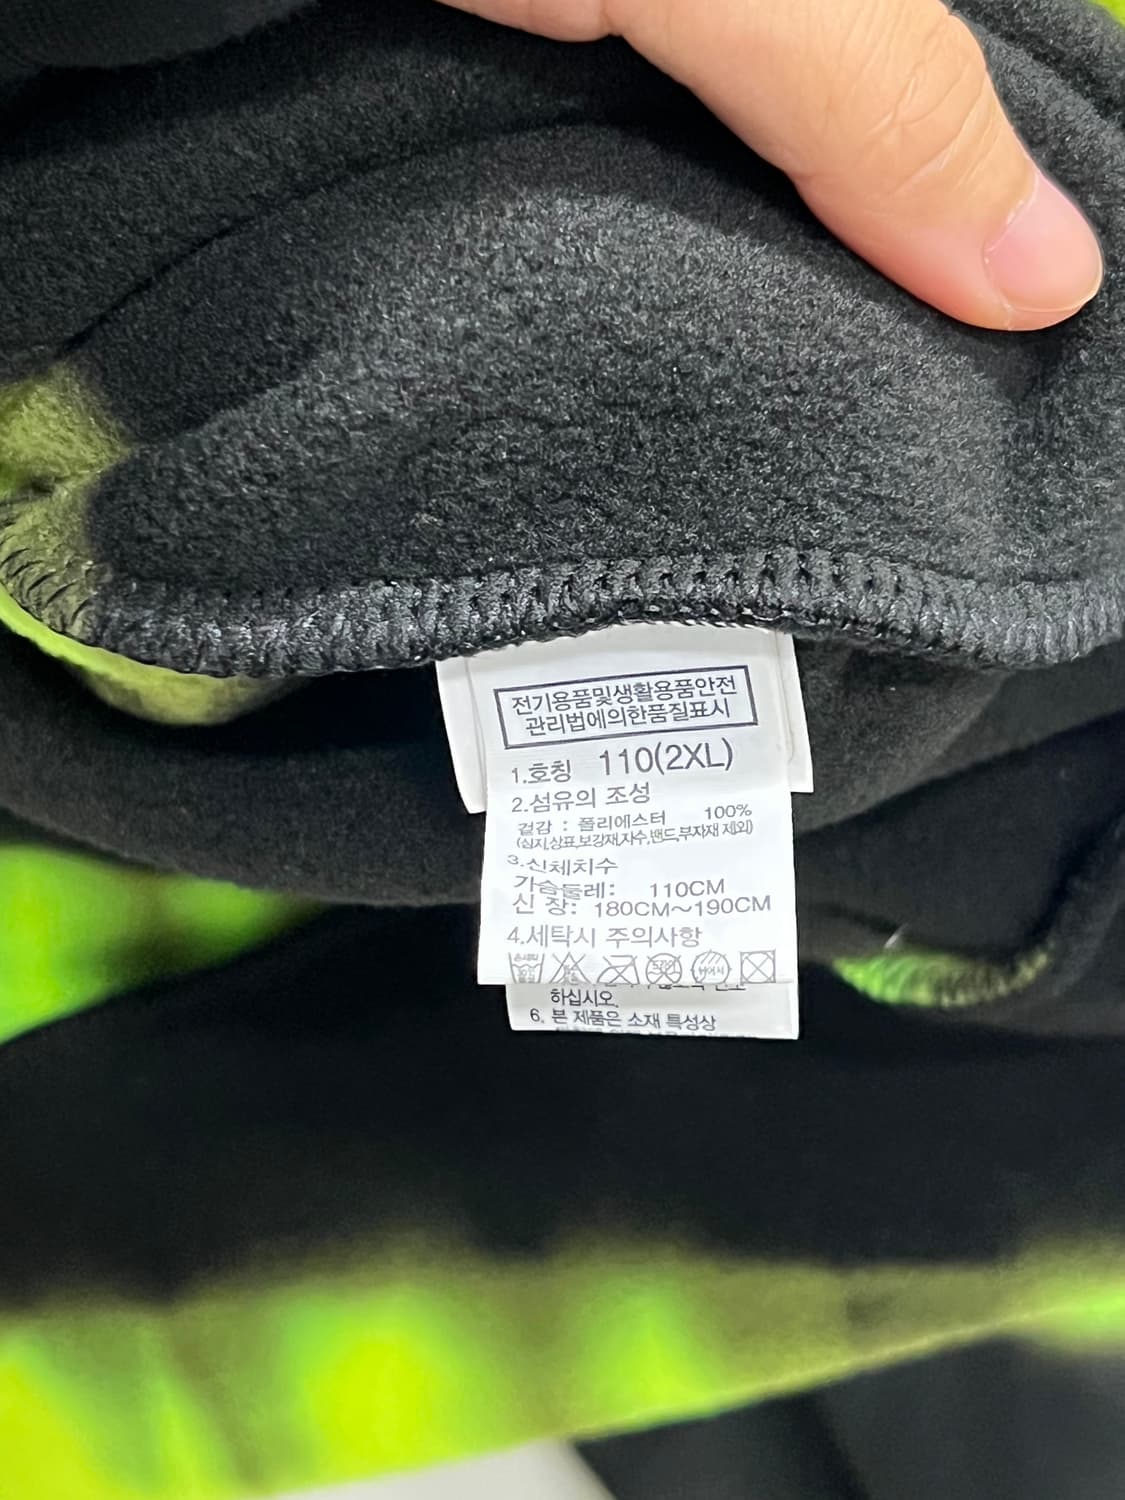 전기용품및생활용품안전
관리법에의한품질표시
1.호칭 110(2XL)
2.섬유의 조성
겉감 : 폴리에스터 100%
(심지,상표,보강재,자수,밴드,부자재 제외)
3.신체치수
가슴둘레: 110CM
신 장: 180CM~190CM
4.세탁시 주의사항
뉘어서
하십시오.
6. 본 제품은 소재 특성상